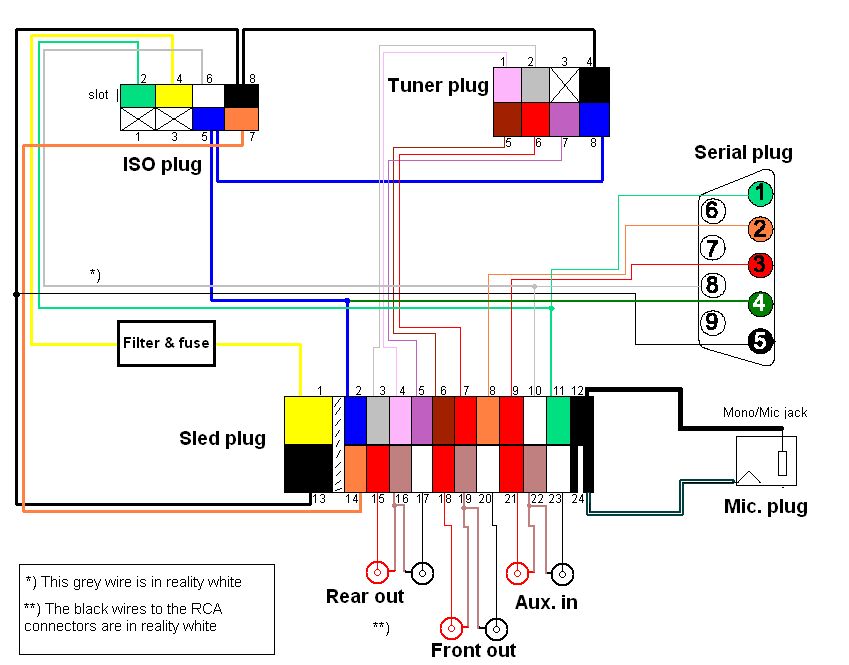 2 4 6 8
slot
1 3 5 7
ISO plug
1 2 3 4
Tuner plug
5 6 7 8
Serial plug
1
6
2
7
3
8
4
9
5
*)
Filter & fuse
1 2 3 4 5 6 7 8 9 10 11 12
Sled plug
13 14 15 16 17 18 19 20 21 22 23 24
Mono/Mic jack
Mic. plug
Rear out
Aux. in
**)
Front out
*) This grey wire is in reality white
**) The black wires to the RCA
connectors are in reality white